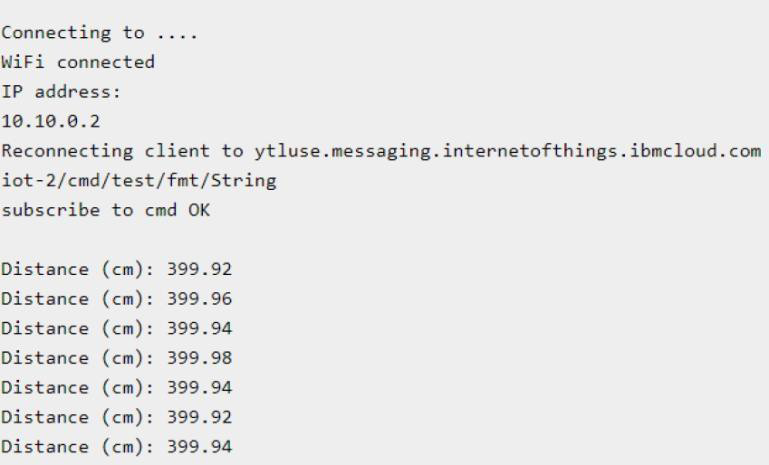 Connecting to ....
WiFi connected
IP address:
10.10.0.2
Reconnecting client to ytluse.messaging.internetofthings.ibmcloud.com
iot-2/cmd/test/fmt/String
subscribe to cmd OK
Distance (cm): 399.92
Distance (cm): 399.96
Distance (cm): 399.94
Distance (cm): 399.98
Distance (cm): 399.94
Distance (cm): 399.92
Distance (cm): 399.94